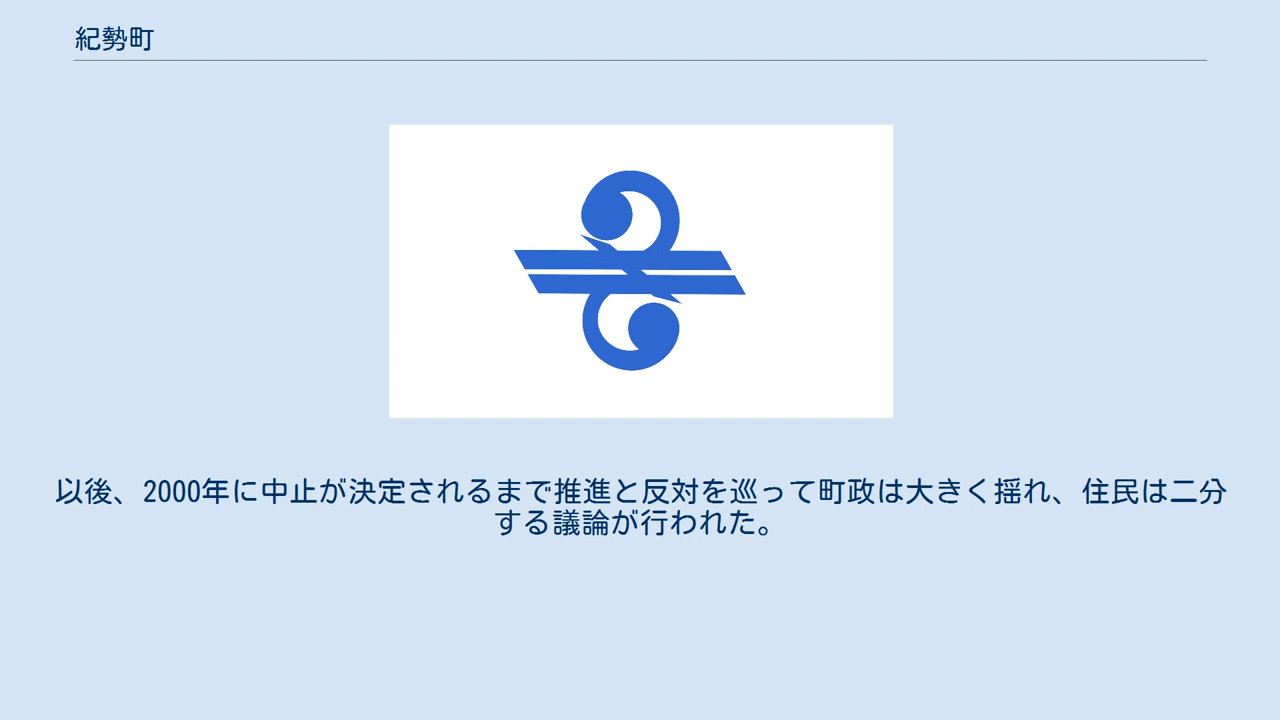 紀勢町
以後、2000年に中止が決定されるまで推進と反対を巡って町政は大きく揺れ、住民は二分
する議論が行われた。